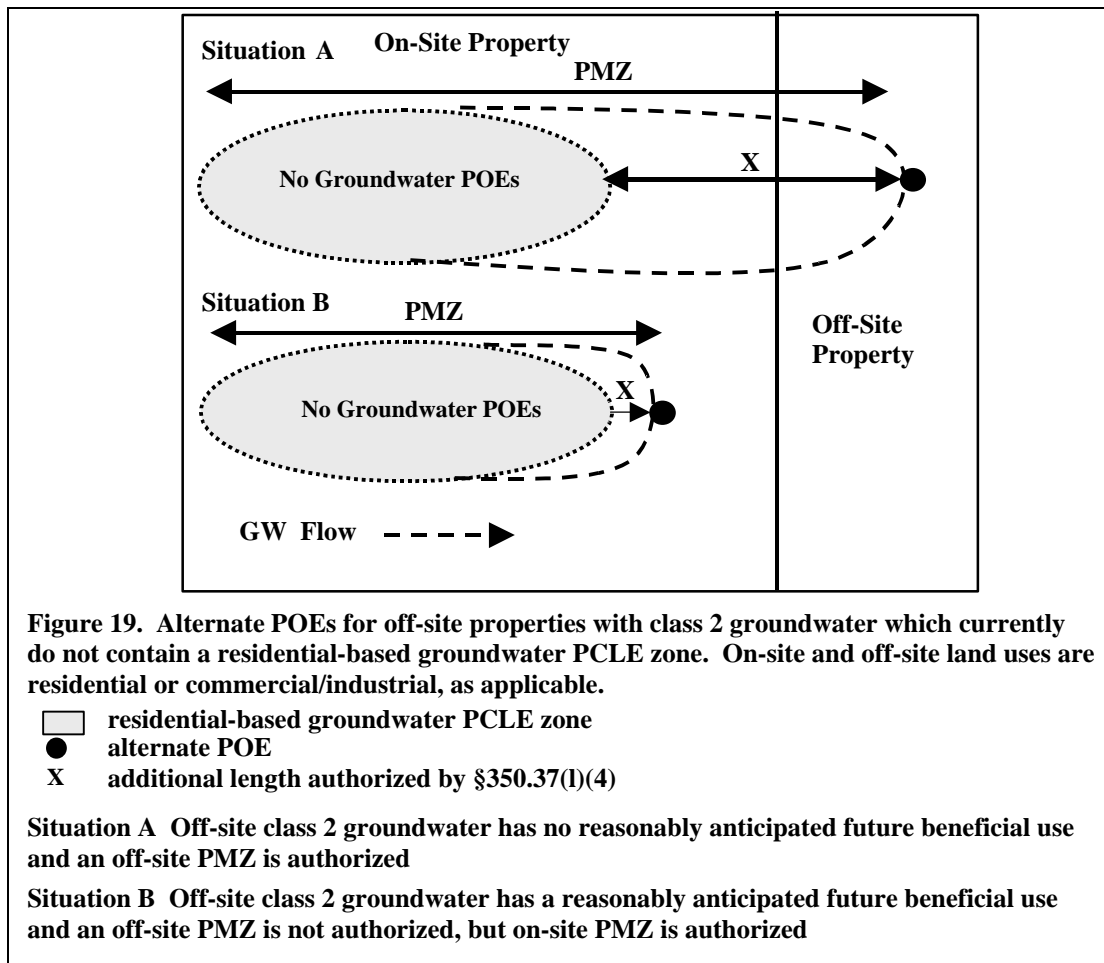 On-Site Property
Situation A
PMZ
X
No Groundwater POEs
Situation B
PMZ
Off-Site
Property
X
No Groundwater POEs
GW Flow
Figure 19. Alternate POEs for off-site properties with class 2 groundwater which currently
do not contain a residential-based groundwater PCLE zone. On-site and off-site land uses are
residential or commercial/industrial, as applicable.
residential-based groundwater PCLE zone
alternate POE
X additional length authorized by §350.37(l)(4)
Situation A Off-site class 2 groundwater has no reasonably anticipated future beneficial use
and an off-site PMZ is authorized
Situation B Off-site class 2 groundwater has a reasonably anticipated future beneficial use
and an off-site PMZ is not authorized, but on-site PMZ is authorized